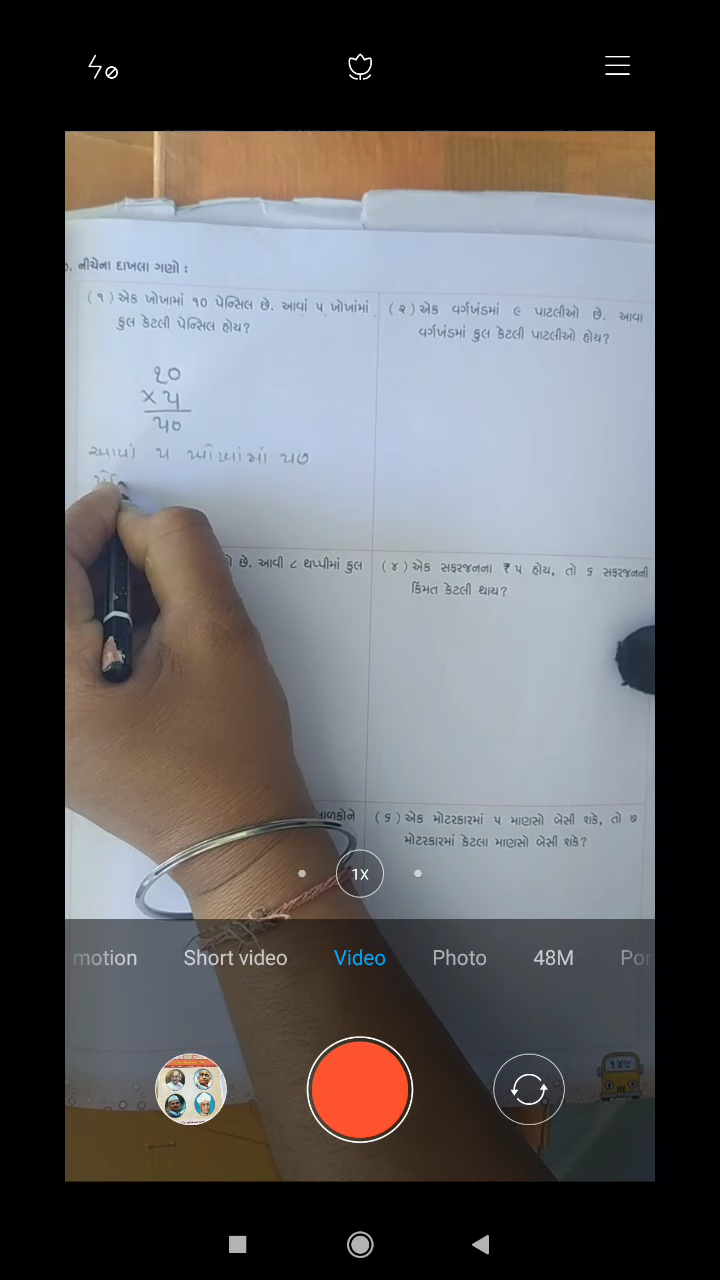 નીચેના દાખલા ગણો :
(૧) એક ખોખામાં ૧૦ પેન્સિલ છે. આવાં ૫ ખોખાંમાં
કુલ કેટલી પેન્સિલ હોય?
૧૦
× ૫
૫૦
આવાં ૫ ખોખાંમાં ૫૦
(૨) એક વર્ગખંડમાં ૯ પાટલીઓ છે. આવા
વર્ગખંડમાં કુલ કેટલી પાટલીઓ હોય?
છે. આવી ૮ થપ્પીમાં કુલ
(૪) એક સફરજનના ₹ ૫ હોય, તો ૬ સફરજનની
કિંમત કેટલી થાય?
(૬) એક મોટરકારમાં ૫ માણસો બેસી શકે, તો ૭
મોટરકારમાં કેટલા માણસો બેસી શકે?
1X
motion Short video Video Photo 48M Por
૧૪૯